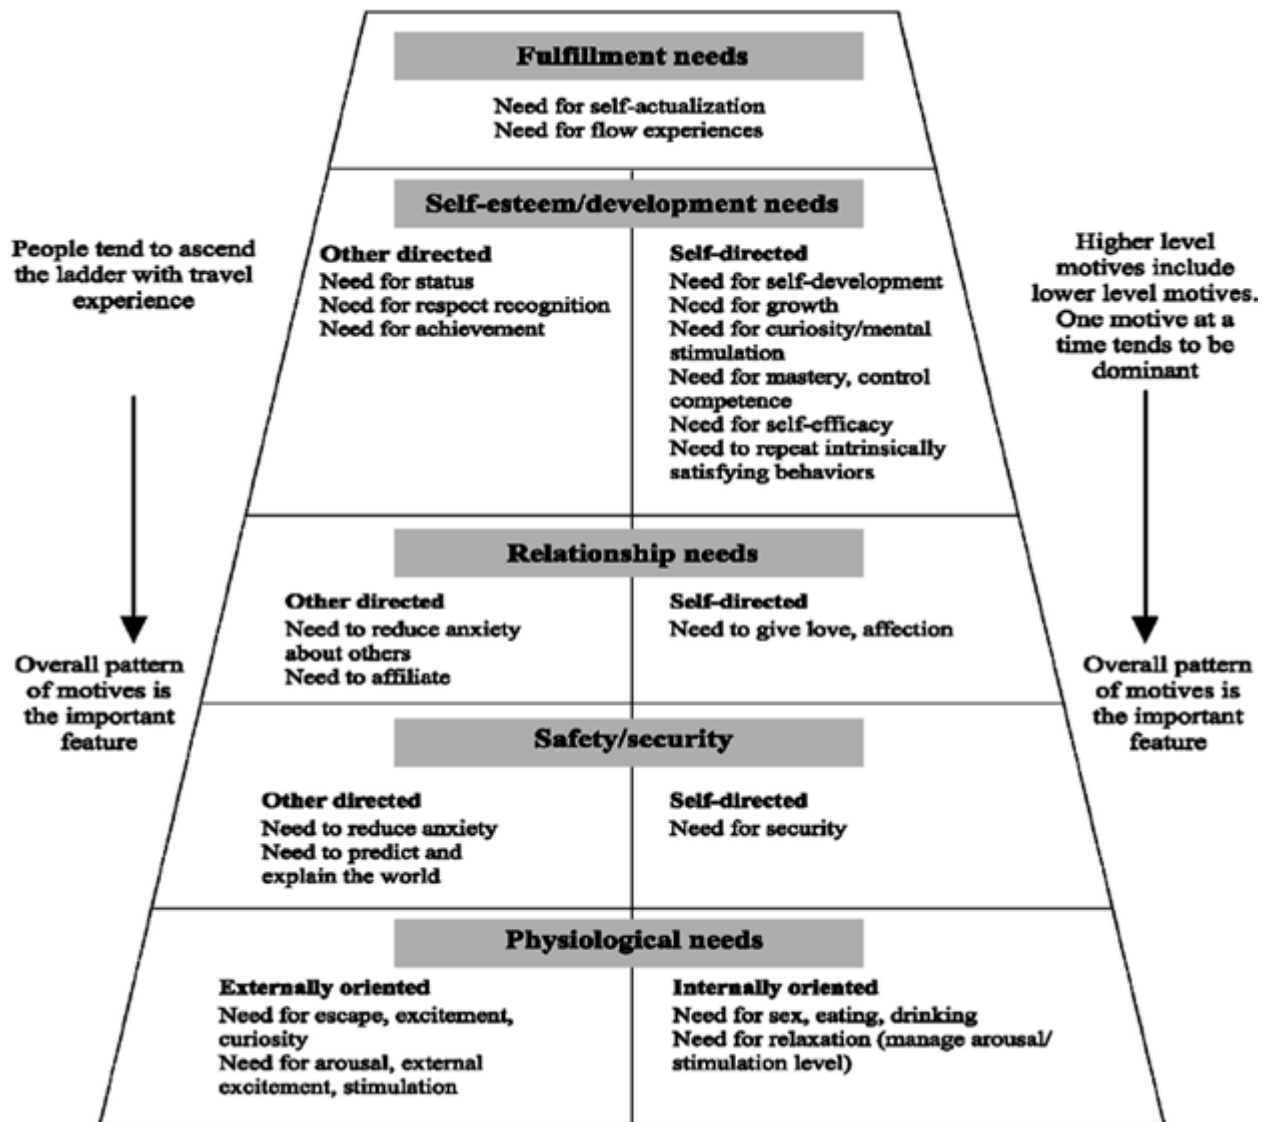 Fulfillment needs
Need for self-actualization
Need for flow experiences
Self-esteem/development needs
Other directed
Need for status
Need for respect recognition
Need for achievement
Self-directed
Need for self-development
Need for growth
Need for curiosity/mental
stimulation
Need for mastery, control
competence
Need for self-efficacy
Need to repeat intrinsically
satisfying behaviors
People tend to ascend
the ladder with travel
experience
Higher level
motives include
lower level motives.
One motive at a
time tends to be
dominant
Relationship needs
Other directed
Need to reduce anxiety
about others
Need to affiliate
Self-directed
Need to give love, affection
Overall pattern
of motives is
the important
feature
Overall pattern
of motives is
the important
feature
Safety/security
Other directed
Need to reduce anxiety
Need to predict and
explain the world
Self-directed
Need for security
Physiological needs
Externally oriented
Need for escape, excitement,
curiosity
Need for arousal, external
excitement, stimulation
Internally oriented
Need for sex, eating, drinking
Need for relaxation (manage arousal/
stimulation level)